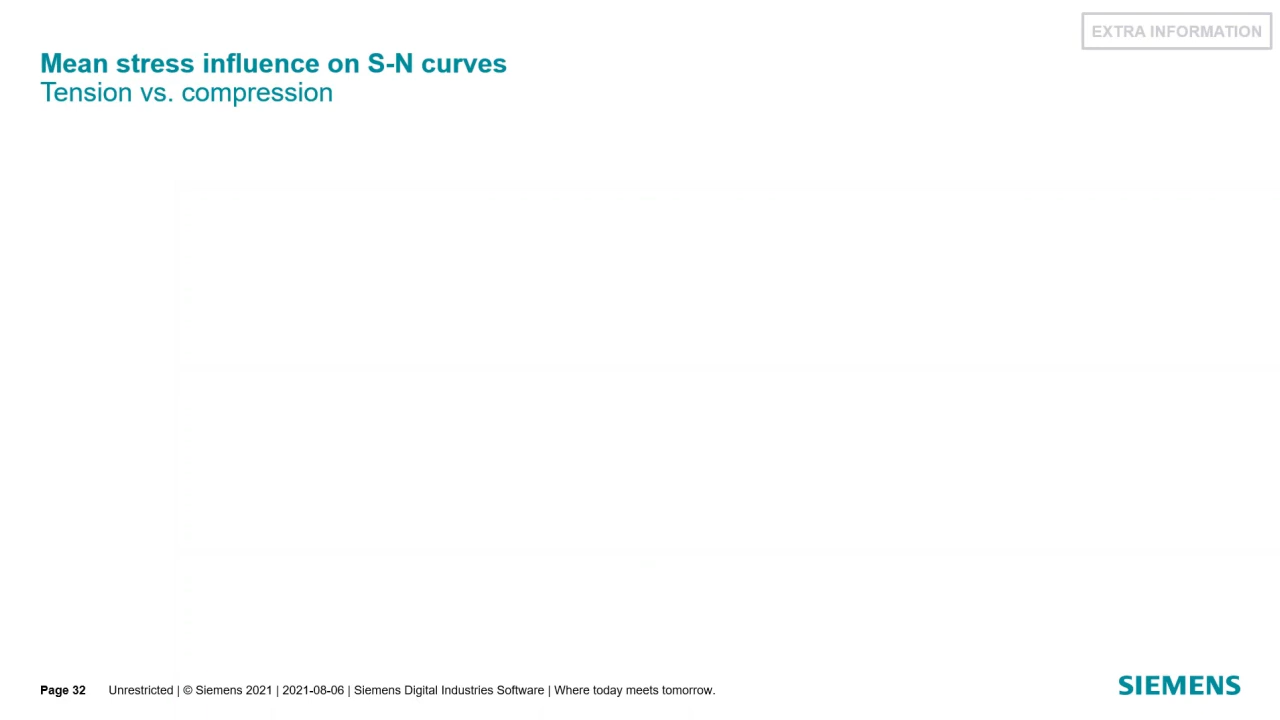 EXTRA INFORMATION
Mean stress influence on S-N curves
Tension vs. compression
Page 32 Unrestricted | © Siemens 2021 | 2021-08-06 | Siemens Digital Industries Software | Where today meets tomorrow.
SIEMENS